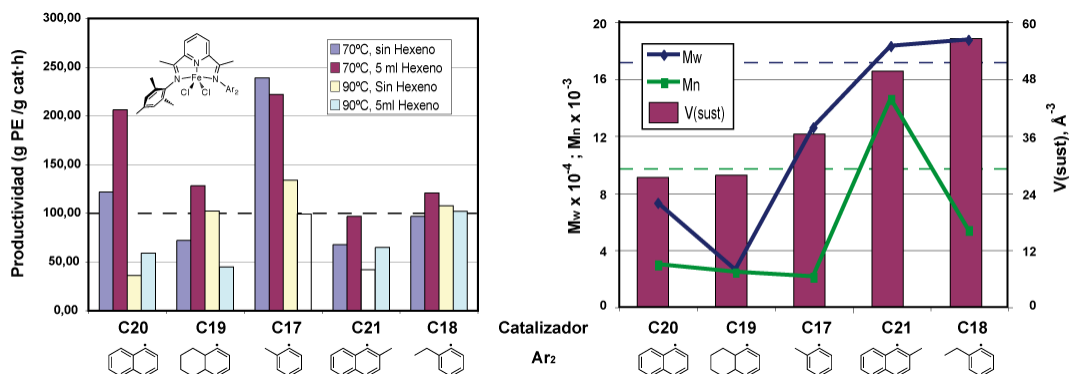 Productividad (g PE /g cat·h)
300,00
250,00
200,00
150,00
100,00
50,00
0,00
N
N
N
Fe
Cl
Cl
Ar2
70ºC, sin Hexeno
70ºC, 5 ml Hexeno
90ºC, Sin Hexeno
90ºC, 5ml Hexeno
C20
C19
C17
C21
C18
Catalizador
Ar2
Mw x 10-4 ; Mn x 10-3
20
16
12
8
4
0
Mw
Mn
V(sust)
60
48
36
24
12
0
V(sust), Å-3
C20
C19
C17
C21
C18